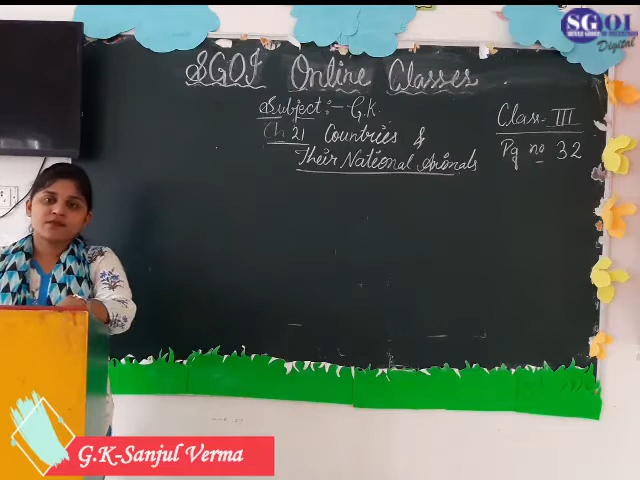 SGOI Online Classes
Subject:- G.K.
Ch 21 Countries &
Their National Animals
Class-III
Pg no 32
SGOI
Digital
G.K-Sanjul Verma